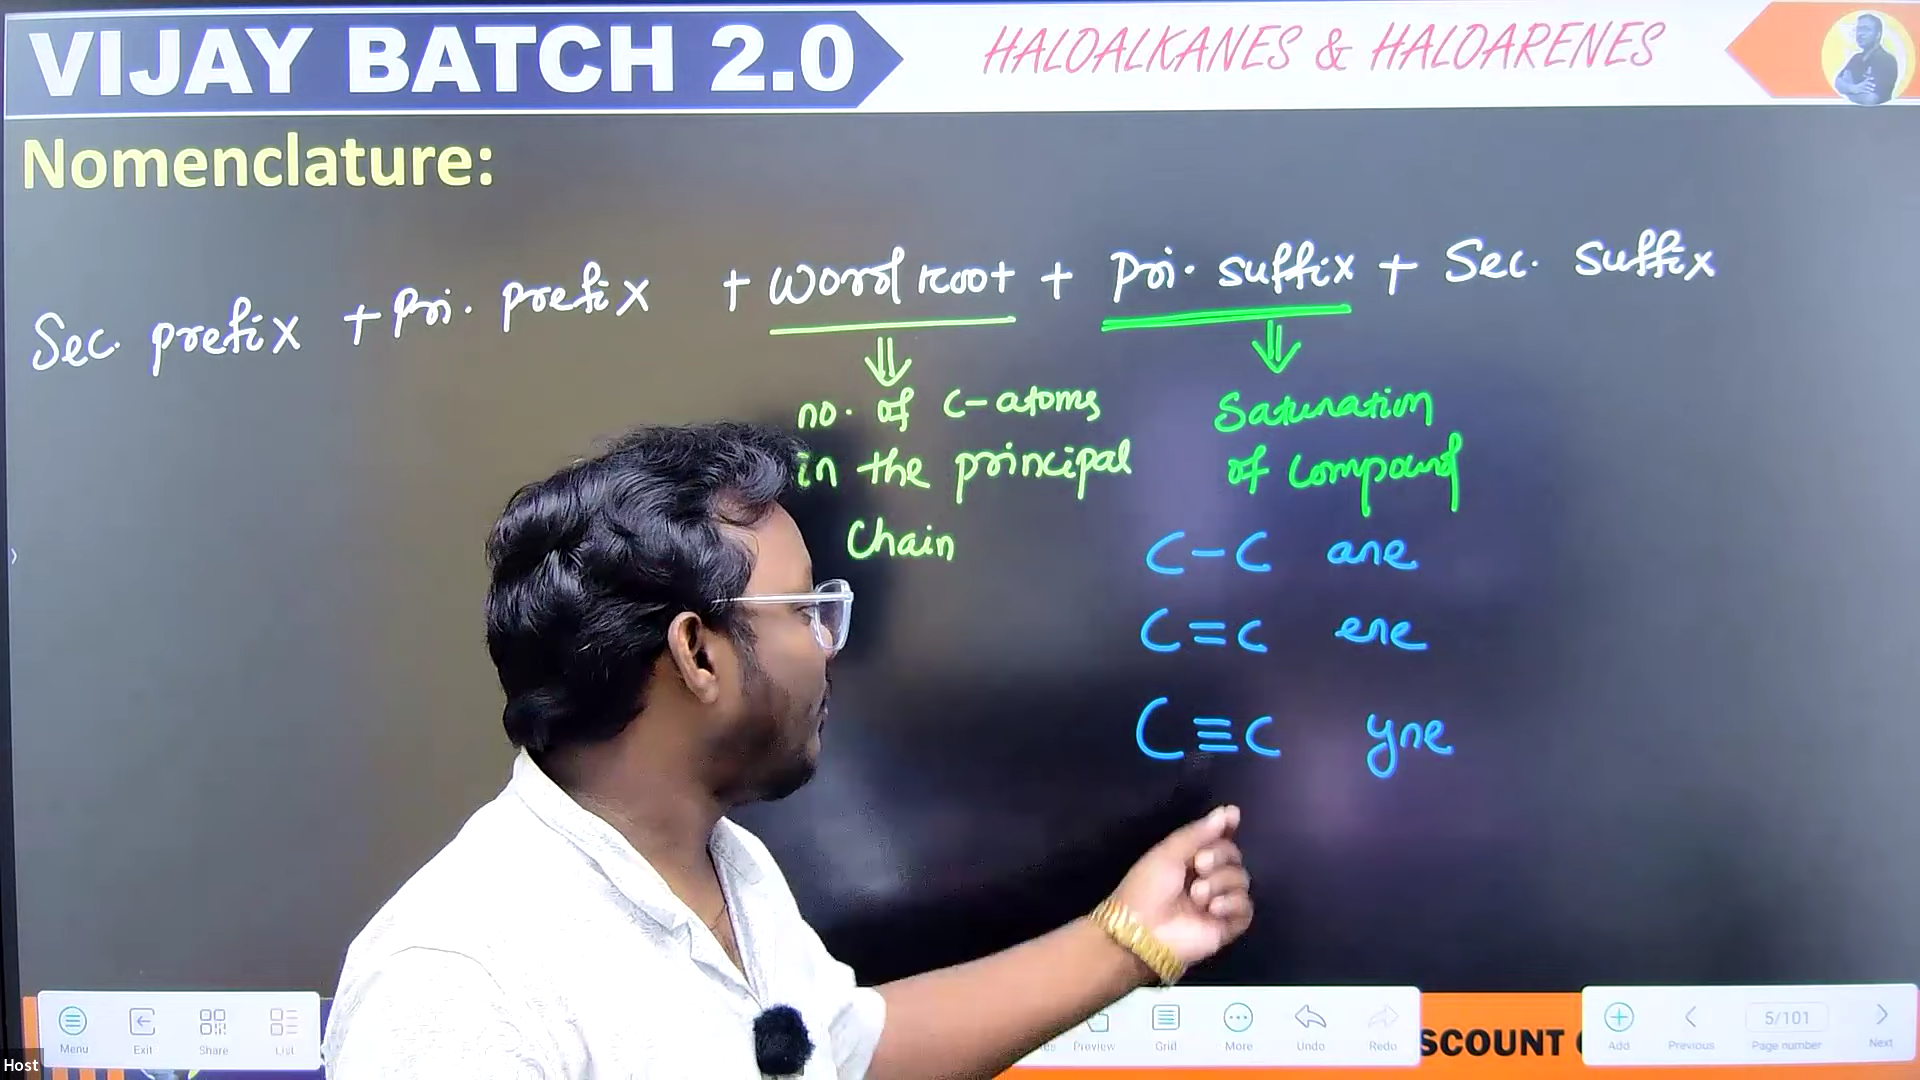 VIJAY BATCH 2.0
HALOALKANES & HALOARENES
Nomenclature:
Sec. prefix + Pri. prefix + Word root + Pri. suffix + Sec. suffix
no. of C-atoms
in the principal
Chain
Saturation
of compound
C-C ane
C=C ene
C≡C yne
Menu
Exit
Share
List
Preview
Grid
More
Undo
Redo
SCOUNT
Add
Previous
5/101
Page number
Next
Host